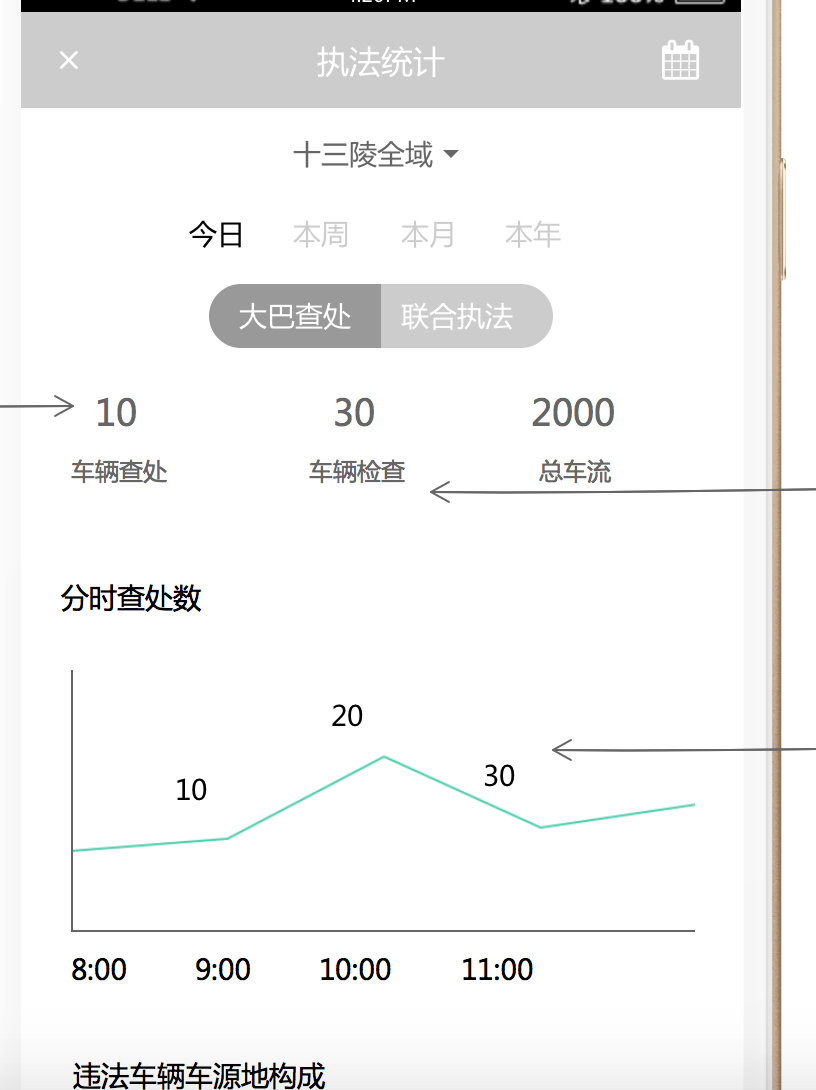 × 执法统计
十三陵全域
今日 本周 本月 本年
大巴查处 联合执法
10 30 2000
车辆查处 车辆检查 总车流
分时查处数
20
10
30
8:00 9:00 10:00 11:00
违法车辆车源地构成